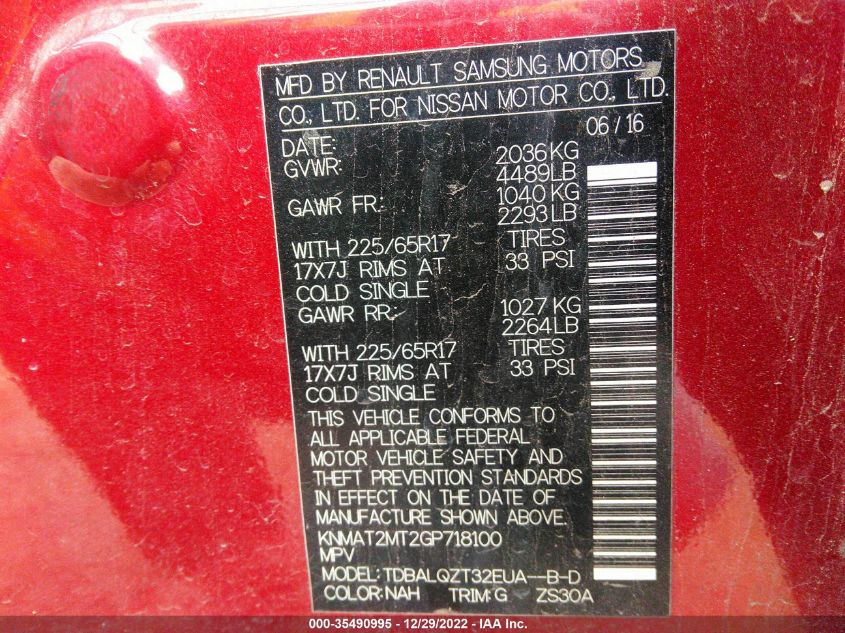 MFD BY RENAULT SAMSUNG MOTORS
CO., LTD. FOR NISSAN MOTOR CO., LTD.
DATE: 06/16
GVWR: 2036KG
4489LB
GAWR FR: 1040 KG
2293LB
WITH 225/65R17 TIRES
17X7J RIMS AT 33 PSI
COLD SINGLE
GAWR RR: 1027 KG
2264LB
WITH 225/65R17 TIRES
17X7J RIMS AT 33 PSI
COLD SINGLE
THIS VEHICLE CONFORMS TO
ALL APPLICABLE FEDERAL
MOTOR VEHICLE SAFETY AND
THEFT PREVENTION STANDARDS
IN EFFECT ON THE DATE OF
MANUFACTURE SHOWN ABOVE.
KNMAT2MT2GP718100
MPV
MODEL: TDBALQZT32EUA--B-D
COLOR: NAH TRIM: G ZS30A
000-35490995 - 12/29/2022 - IAA Inc.